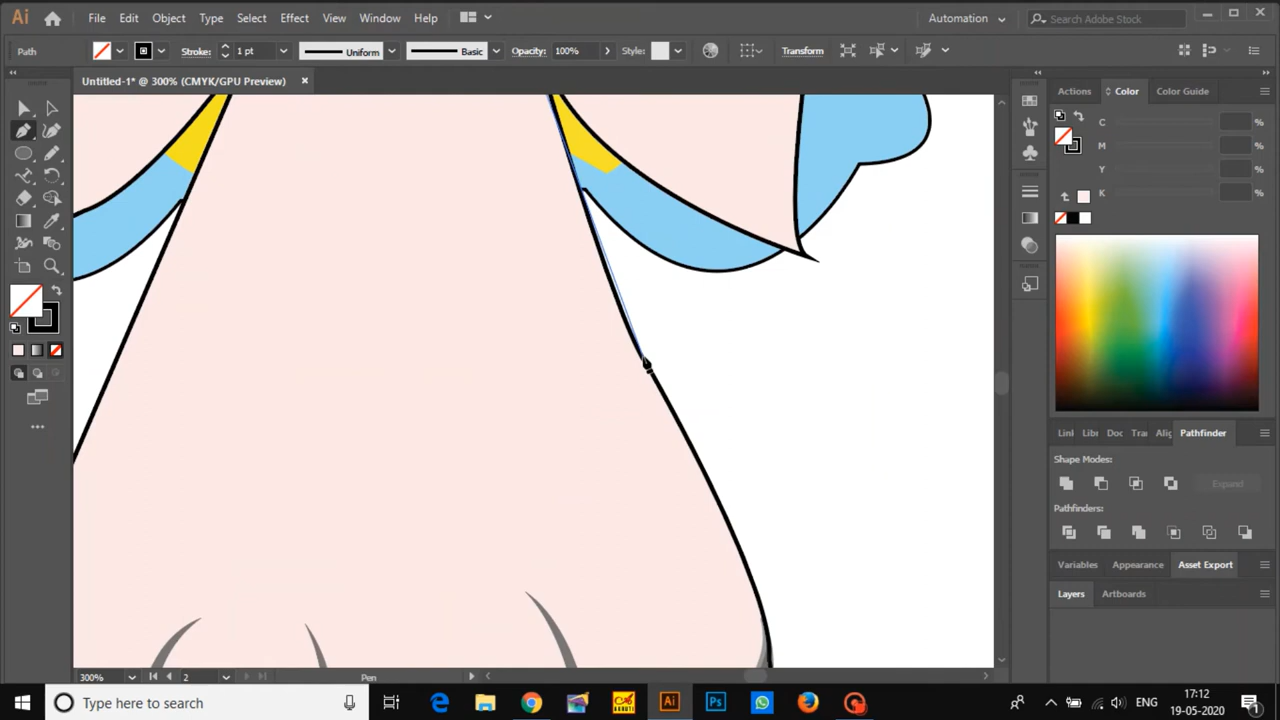 Ai File Edit Object Type Select Effect View Window Help Automation Search Adobe Stock
Path Stroke: 1 pt Uniform Basic Opacity: 100% Style: Transform
Untitled-1* @ 300% (CMYK/GPU Preview)
Actions Color Color Guide
C %
M %
Y %
K %
Pathfinder
Shape Modes:
Expand
Pathfinders:
Variables Appearance Asset Export
Layers Artboards
300% 2 Pen
Type here to search
Ai Ps ENG 17:12
19-05-2020